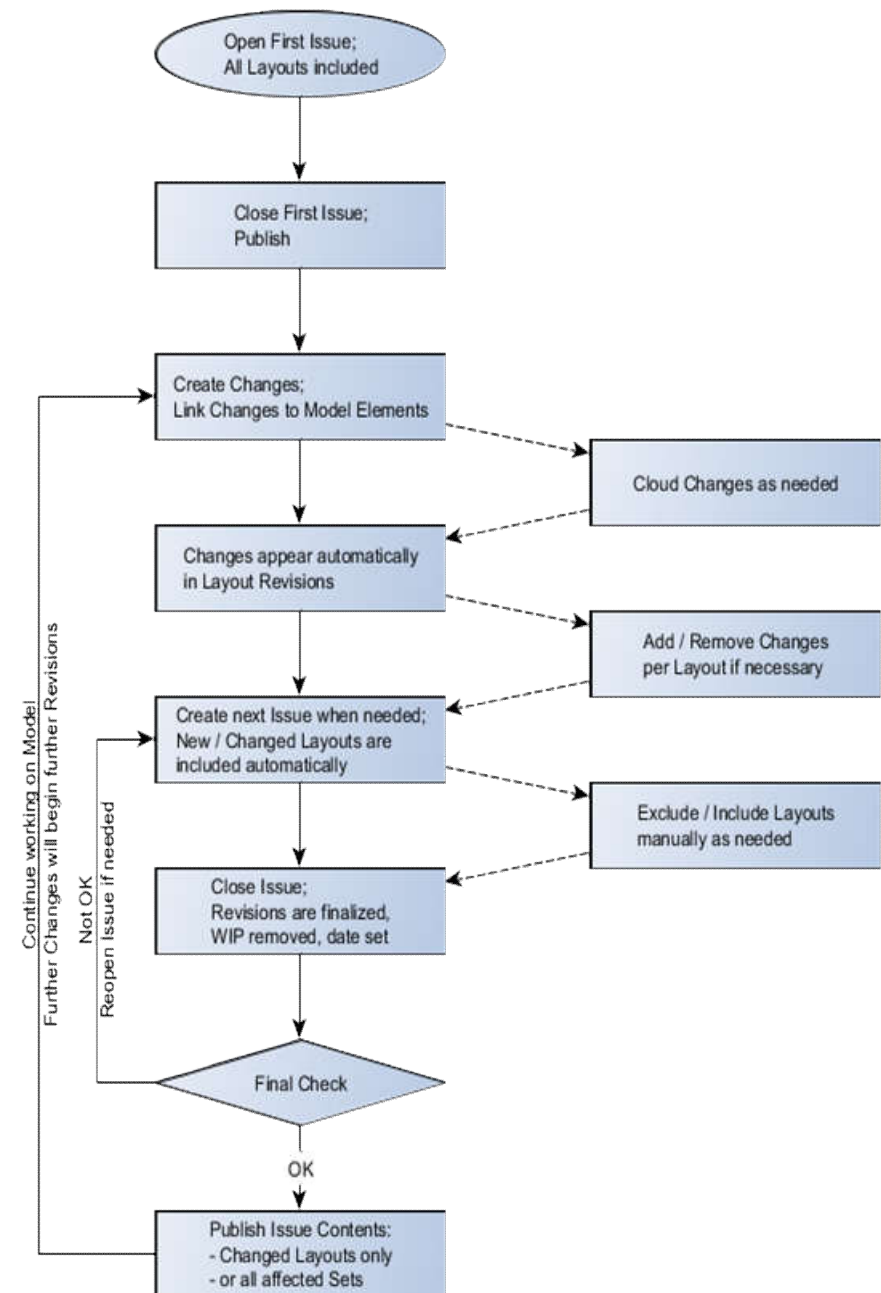 Open First Issue;
All Layouts included
Close First Issue;
Publish
Create Changes;
Link Changes to Model Elements
Cloud Changes as needed
Changes appear automatically
in Layout Revisions
Add / Remove Changes
per Layout if necessary
Create next Issue when needed;
New / Changed Layouts are
included automatically
Exclude / Include Layouts
manually as needed
Close Issue;
Revisions are finalized,
WIP removed, date set
Final Check
Not OK
Reopen Issue if needed
OK
Publish Issue Contents:
- Changed Layouts only
- or all affected Sets
Continue working on Model
Further Changes will begin further Revisions